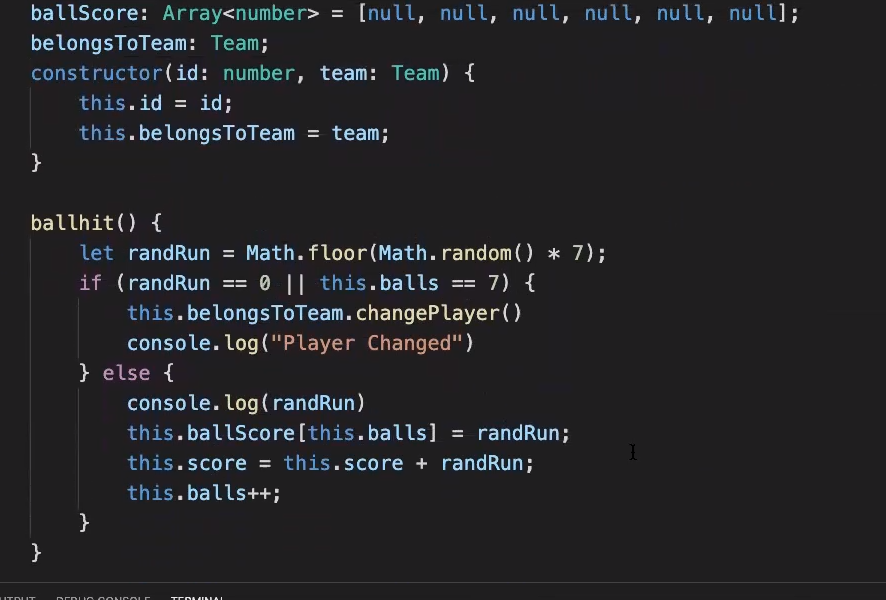 ballScore: Array<number> = [null, null, null, null, null, null];
belongsToTeam: Team;
constructor(id: number, team: Team) {
this.id = id;
this.belongsToTeam = team;
}
ballhit() {
let randRun = Math.floor(Math.random() * 7);
if (randRun == 0 || this.balls == 7) {
this.belongsToTeam.changePlayer()
console.log("Player Changed")
} else {
console.log(randRun)
this.ballScore[this.balls] = randRun;
this.score = this.score + randRun;
this.balls++;
}
}
DEBUG CONSOLE TERMINAL